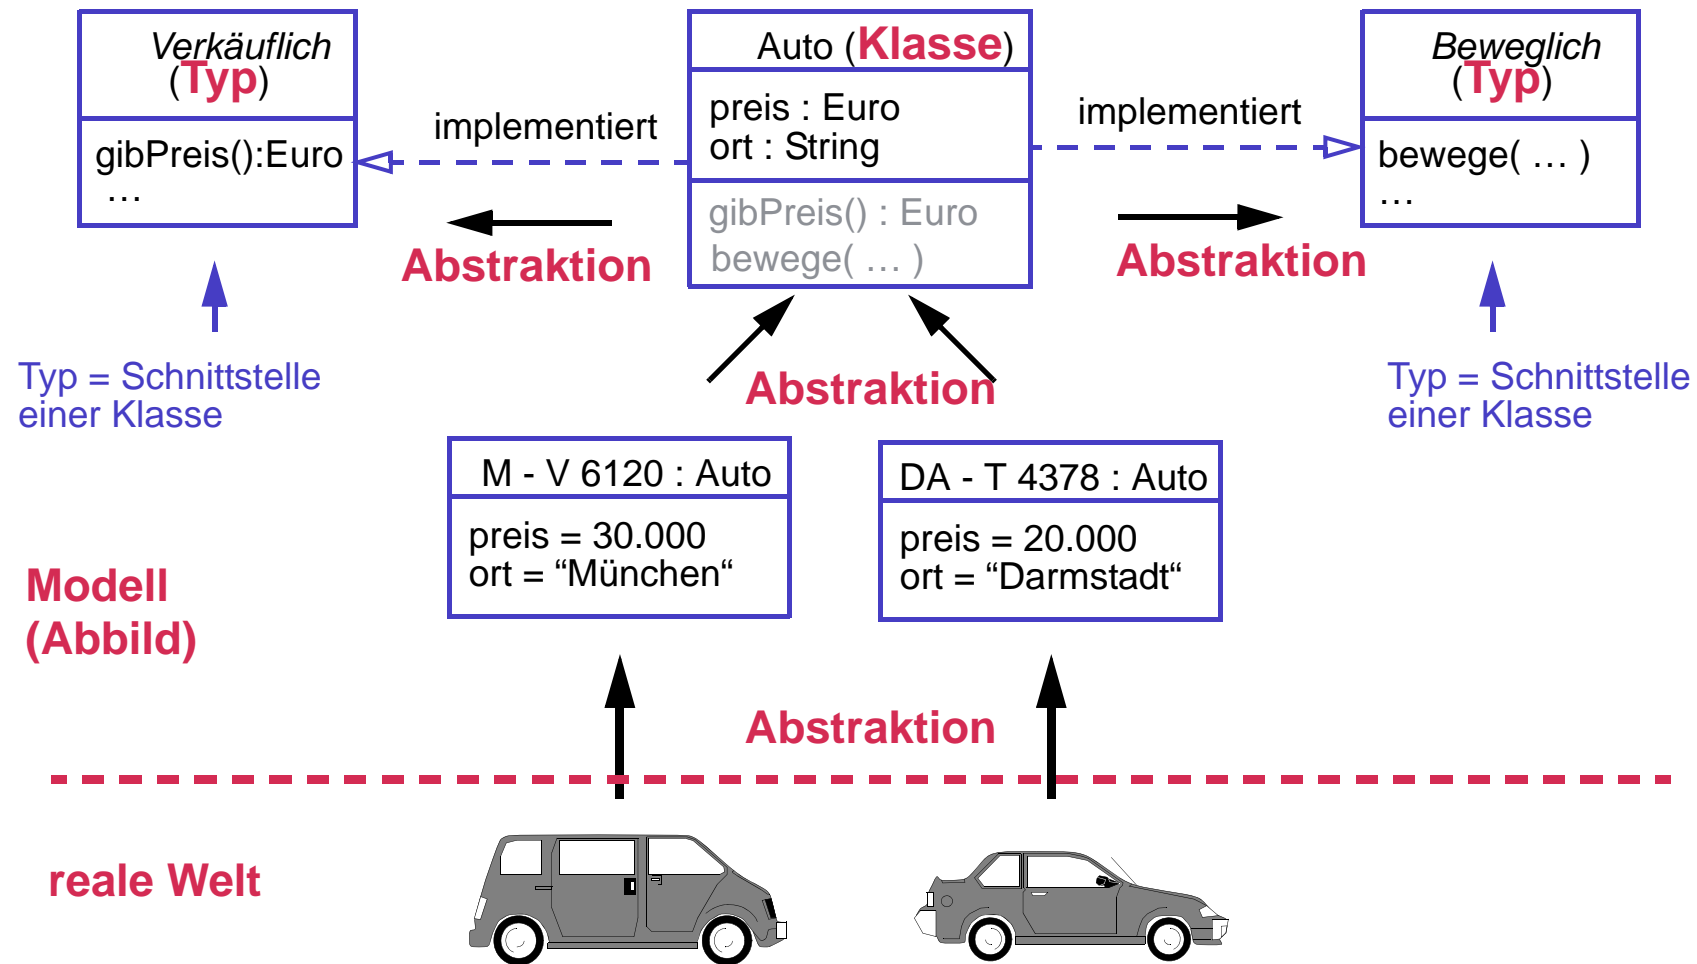 Verkäuflich
(Typ)
gibPreis():Euro
…
implementiert
Abstraktion
Auto (Klasse)
preis : Euro
ort : String
gibPreis() : Euro
bewege( … )
implementiert
Abstraktion
Beweglich
(Typ)
bewege( … )
…
Typ = Schnittstelle
einer Klasse
Abstraktion
Typ = Schnittstelle
einer Klasse
M - V 6120 : Auto
preis = 30.000
ort = “München“
DA - T 4378 : Auto
preis = 20.000
ort = “Darmstadt“
Modell
(Abbild)
Abstraktion
reale Welt